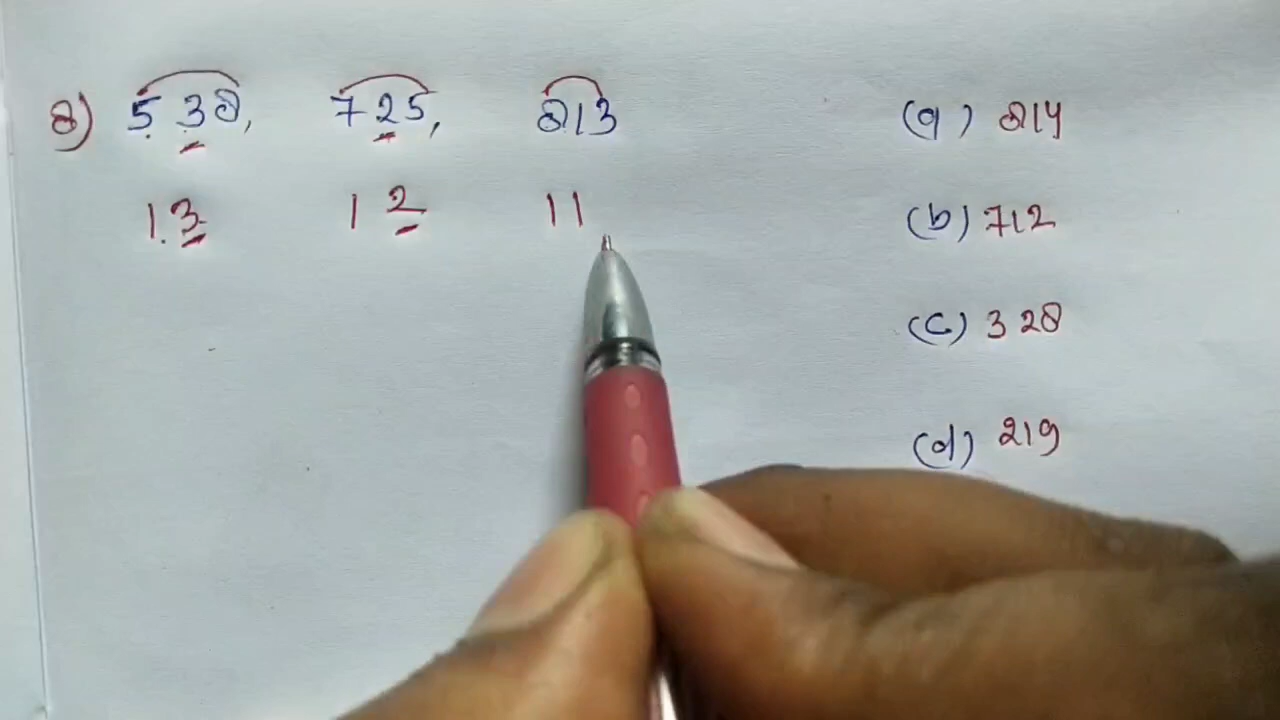 8) 538, 725, 813
13 12 11
(a) 814
(b) 712
(c) 328
(d) 219